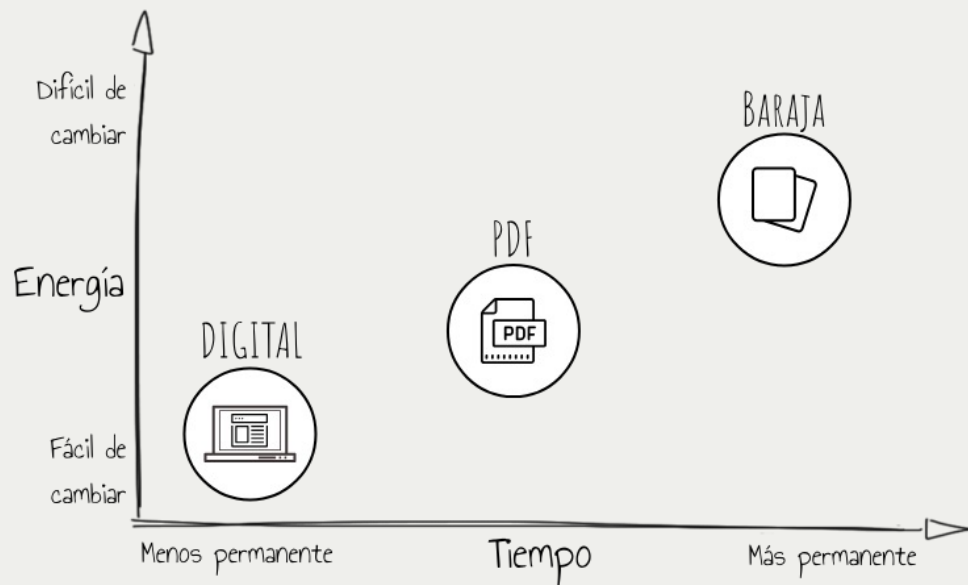 Difícil de
cambiar
BARAJA
PDF
Energía
PDF
DIGITAL
Fácil de
cambiar
Menos permanente
Tiempo
Más permanente